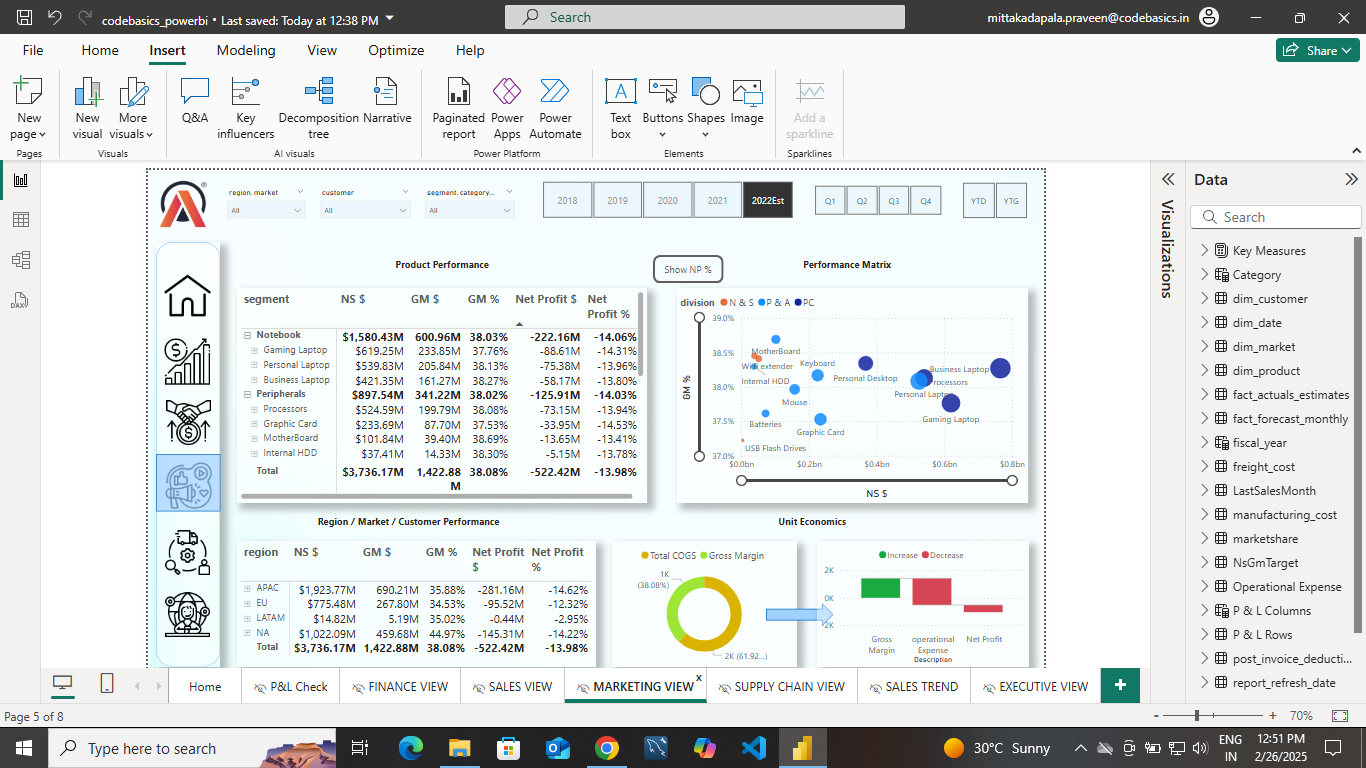 codebasics_powerbi • Last saved: Today at 12:38 PM
Search
mittakadapala.praveen@codebasics.in
File Home Insert Modeling View Optimize Help
Share
New page
New visual
More visuals
Q&A
Key influencers
Decomposition tree
Narrative
Paginated report
Power Apps
Power Automate
Text box
Buttons
Shapes
Image
Add a sparkline
Pages
Visuals
AI visuals
Power Platform
Elements
Sparklines
region, market
customer
segment, category,...
All
All
All
2018 2019 2020 2021 2022Est
Q1 Q2 Q3 Q4
YTD YTG
Product Performance
Show NP %
Performance Matrix
segment NS $ GM $ GM % Net Profit $ Net Profit %
Notebook $1,580.43M 600.96M 38.03% -222.16M -14.06%
Gaming Laptop $619.25M 233.85M 37.76% -88.61M -14.31%
Personal Laptop $539.83M 205.84M 38.13% -75.38M -13.96%
Business Laptop $421.35M 161.27M 38.27% -58.17M -13.80%
Peripherals $897.54M 341.22M 38.02% -125.91M -14.03%
Processors $524.59M 199.79M 38.08% -73.15M -13.94%
Graphic Card $233.69M 87.70M 37.53% -33.95M -14.53%
MotherBoard $101.84M 39.40M 38.69% -13.65M -13.41%
Internal HDD $37.41M 14.33M 38.30% -5.15M -13.78%
Total $3,736.17M 1,422.88M 38.08% -522.42M -13.98%
division N & S P & A PC
39.0%
38.5%
38.0%
37.5%
37.0%
GM %
MotherBoard
Wifi extender
Keyboard
Internal HDD
Personal Desktop
Business Laptop
Processors
Personal Laptop
Mouse
Gaming Laptop
Batteries
Graphic Card
USB Flash Drives
$0.0bn $0.2bn $0.4bn $0.6bn $0.8bn
NS $
Region / Market / Customer Performance
Unit Economics
region NS $ GM $ GM % Net Profit $ Net Profit %
APAC $1,923.77M 690.21M 35.88% -281.16M -14.62%
EU $775.48M 267.80M 34.53% -95.52M -12.32%
LATAM $14.82M 5.19M 35.02% -0.44M -2.95%
NA $1,022.09M 459.68M 44.97% -145.31M -14.22%
Total $3,736.17M 1,422.88M 38.08% -522.42M -13.98%
Total COGS Gross Margin
1K
(38.08%)
2K (61.92...)
Increase Decrease
2K
0K
-2K
Gross Margin
operational Expense
Net Profit
Description
Visualizations
Data
Search
Key Measures
Category
dim_customer
dim_date
dim_market
dim_product
fact_actuals_estimates
fact_forecast_monthly
fiscal_year
freight_cost
LastSalesMonth
manufacturing_cost
marketshare
NsGmTarget
Operational Expense
P & L Columns
P & L Rows
post_invoice_deducti...
report_refresh_date
Home P&L Check FINANCE VIEW SALES VIEW MARKETING VIEW x SUPPLY CHAIN VIEW SALES TREND EXECUTIVE VIEW +
Page 5 of 8
- + 70%
Type here to search
30°C Sunny
ENG
IN
12:51 PM
2/26/2025